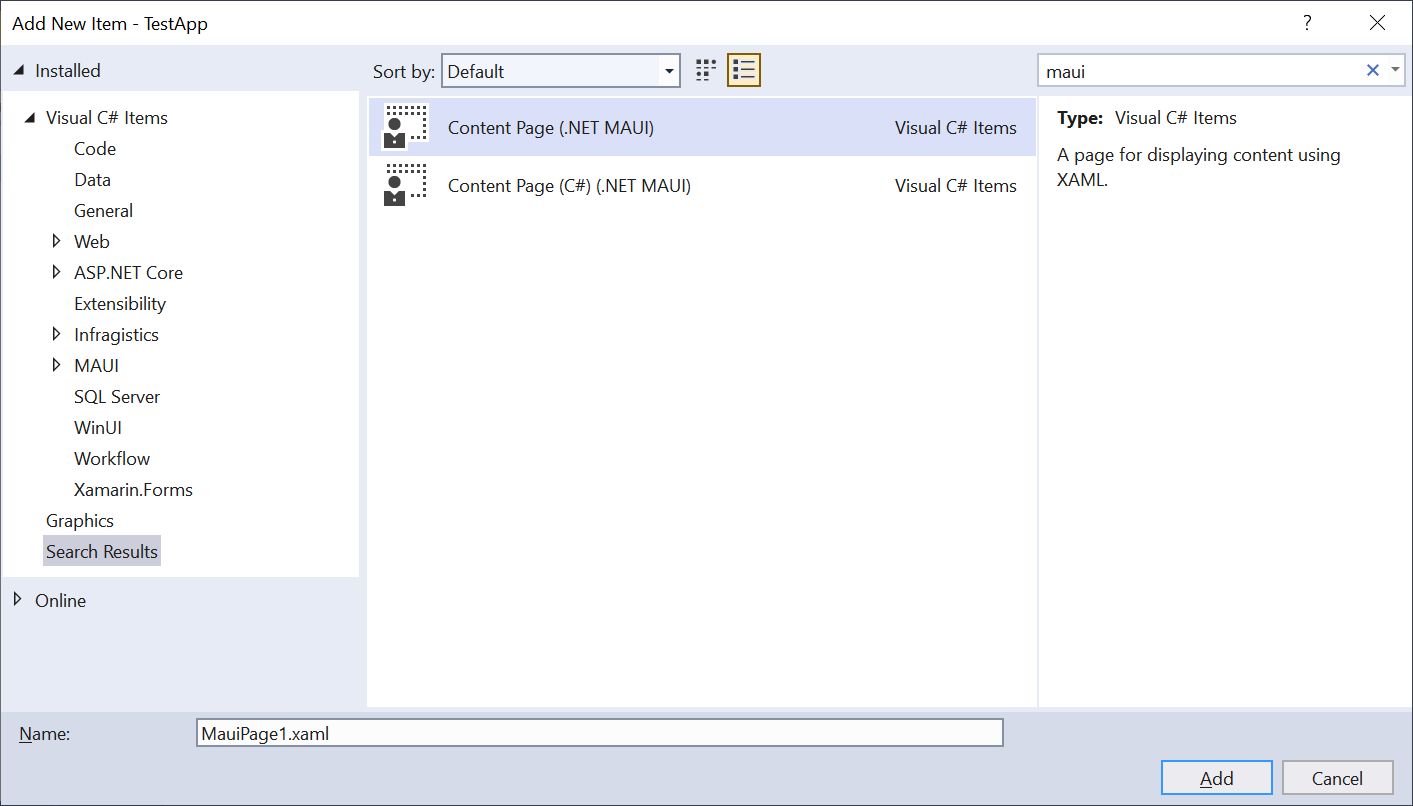 Add New Item - TestApp
?
Installed
Sort by: Default
maui
Visual C# Items
Code
Data
General
Web
ASP.NET Core
Extensibility
Infragistics
MAUI
SQL Server
WinUI
Workflow
Xamarin.Forms
Graphics
Search Results
Online
Content Page (.NET MAUI) Visual C# Items
Content Page (C#) (.NET MAUI) Visual C# Items
Type: Visual C# Items
A page for displaying content using
XAML.
Name: MauiPage1.xaml
Add Cancel